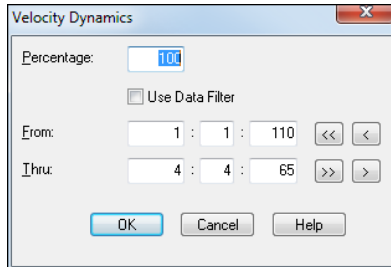 Velocity Dynamics X
Percentage: 100
Use Data Filter
From: 1 : 1 : 110 << <
Thru: 4 : 4 : 65 >> >
OK Cancel Help